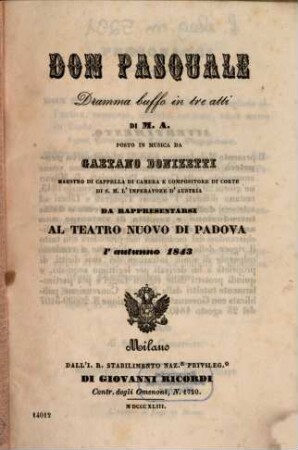 DON PASQUALE
Dramma buffo in tre atti
DI M. A.
POSTO IN MUSICA DA
GAETANO DONIZETTI
MAESTRO DI CAPPELLA DI CAMERA E COMPOSITORE DI CORTE
DI S. M. L' IMPERATORE D' AUSTRIA
DA RAPPRESENTARSI
AL TEATRO NUOVO DI PADOVA
l' autunno 1843
Milano
DALL'I. R. STABILIMENTO NAZ.e PRIVILEG.o
DI GIOVANNI RICORDI
Contr. degli Omenoni, N. 1720.
MDCCCXLIII.
14012